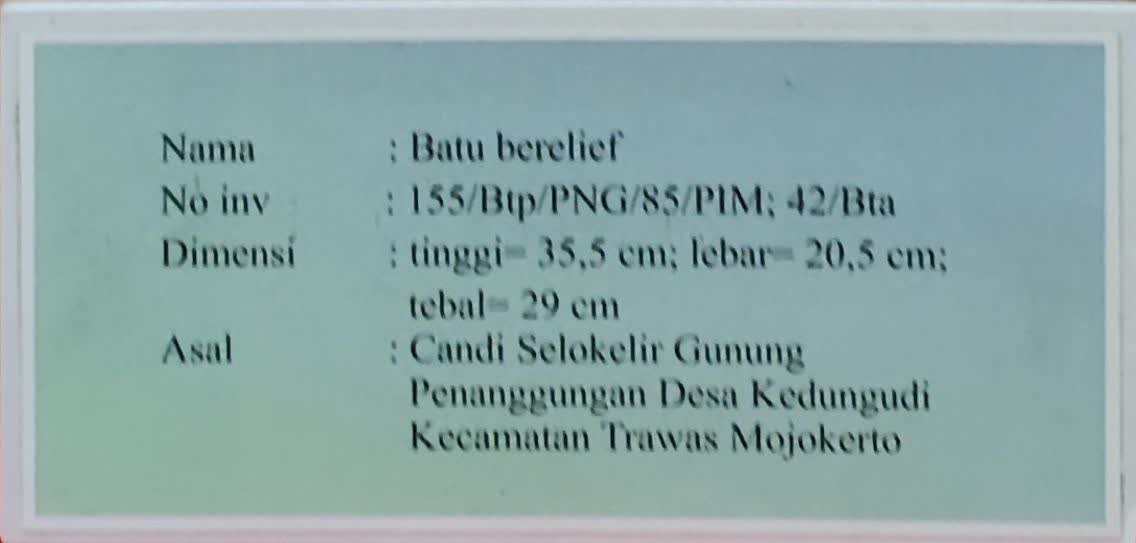 Nama : Batu berelief
No inv : 155/Btp/PNG/85/PIM; 42/Bta
Dimensi : tinggi= 35,5 cm; lebar= 20,5 cm;
tebal= 29 cm
Asal : Candi Selokelir Gunung
Penanggungan Desa Kedungudi
Kecamatan Trawas Mojokerto